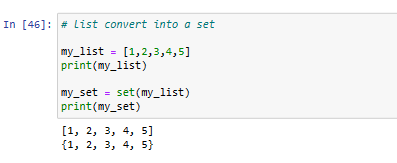 In [46]: # List convert into a set
my_list = [1,2,3,4,5]
print(my_list)
my_set = set(my_list)
print(my_set)
[1, 2, 3, 4, 5]
{1, 2, 3, 4, 5}